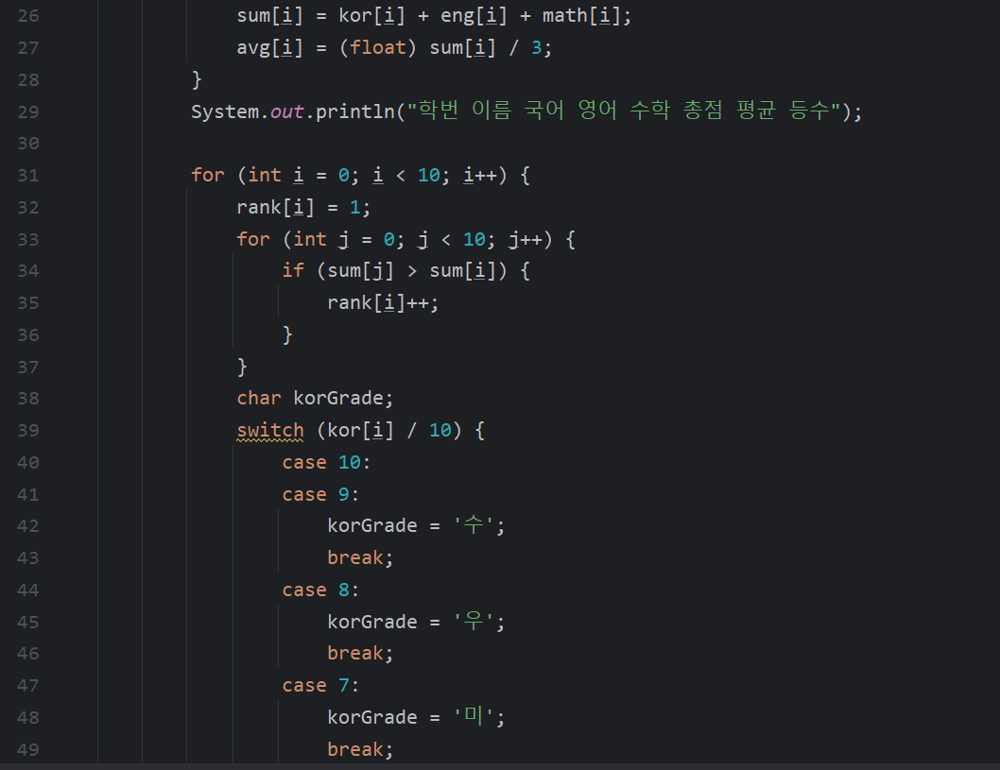 26 sum[i] = kor[i] + eng[i] + math[i];
27 avg[i] = (float) sum[i] / 3;
28 }
29 System.out.println("학번 이름 국어 영어 수학 총점 평균 등수");
30
31 for (int i = 0; i < 10; i++) {
32 rank[i] = 1;
33 for (int j = 0; j < 10; j++) {
34 if (sum[j] > sum[i]) {
35 rank[i]++;
36 }
37 }
38 char korGrade;
39 switch (kor[i] / 10) {
40 case 10:
41 case 9:
42 korGrade = '수';
43 break;
44 case 8:
45 korGrade = '우';
46 break;
47 case 7:
48 korGrade = '미';
49 break;